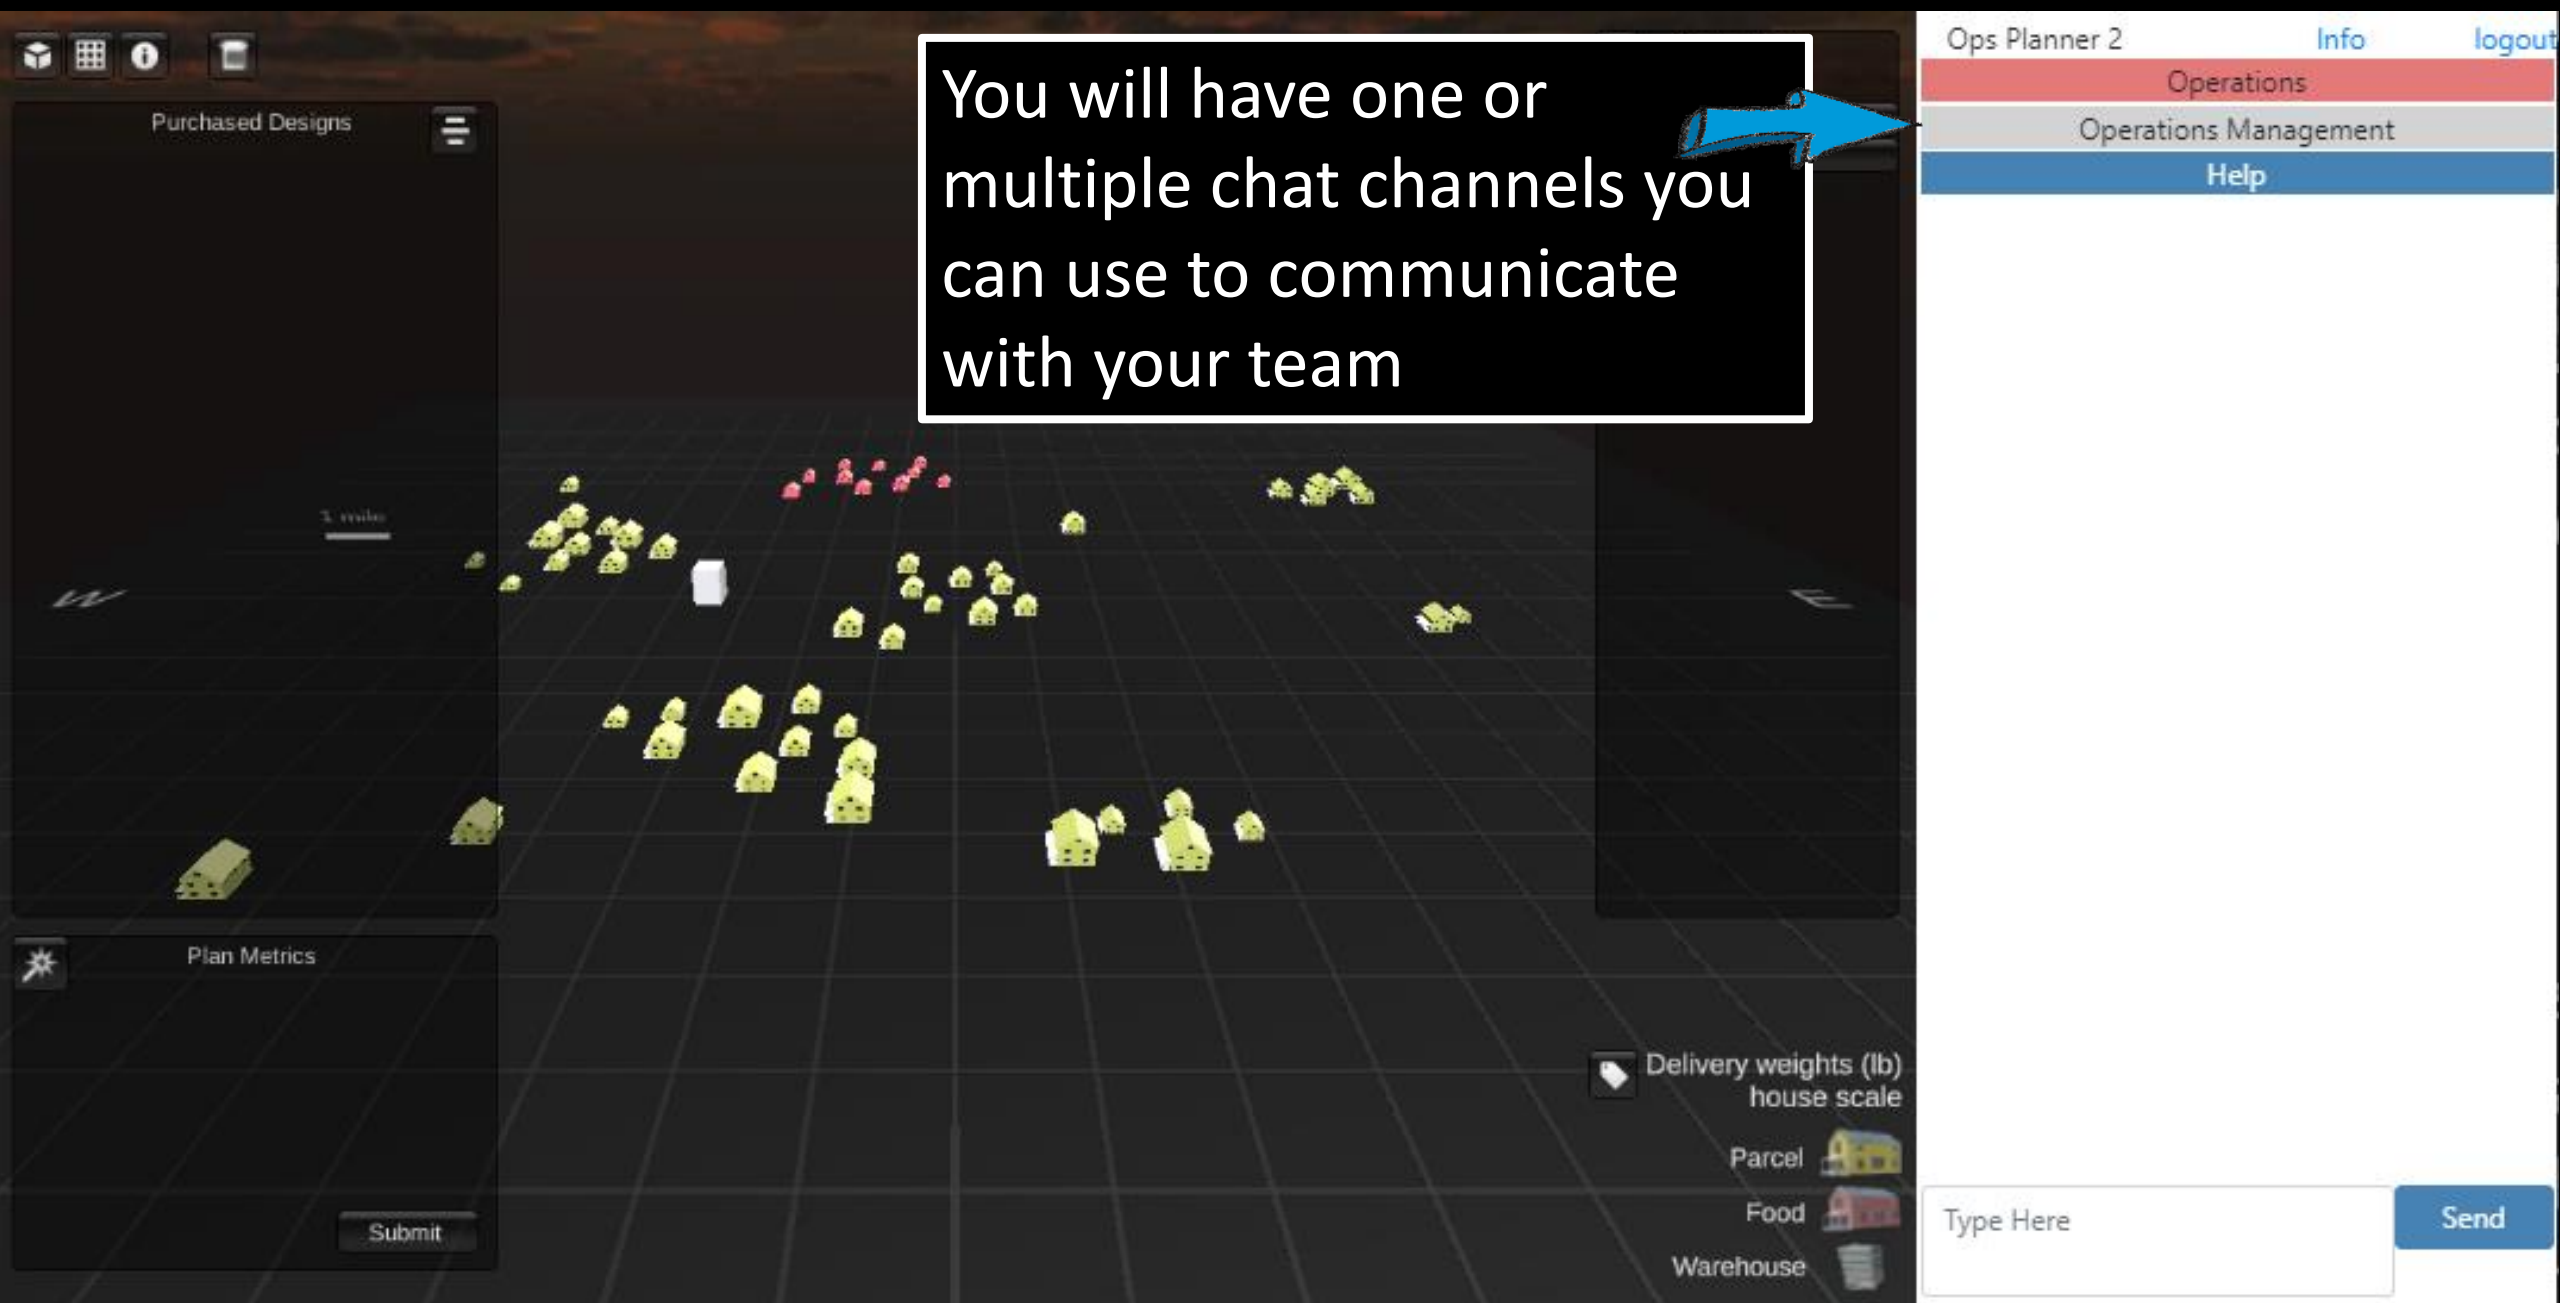 You will have one or
multiple chat channels you
can use to communicate
with your team
Ops Planner 2 Info logout
Operations
Operations Management
Help
Purchased Designs
1 mile
W
E
Plan Metrics
Submit
Delivery weights (lb)
house scale
Parcel
Food
Warehouse
Type Here
Send